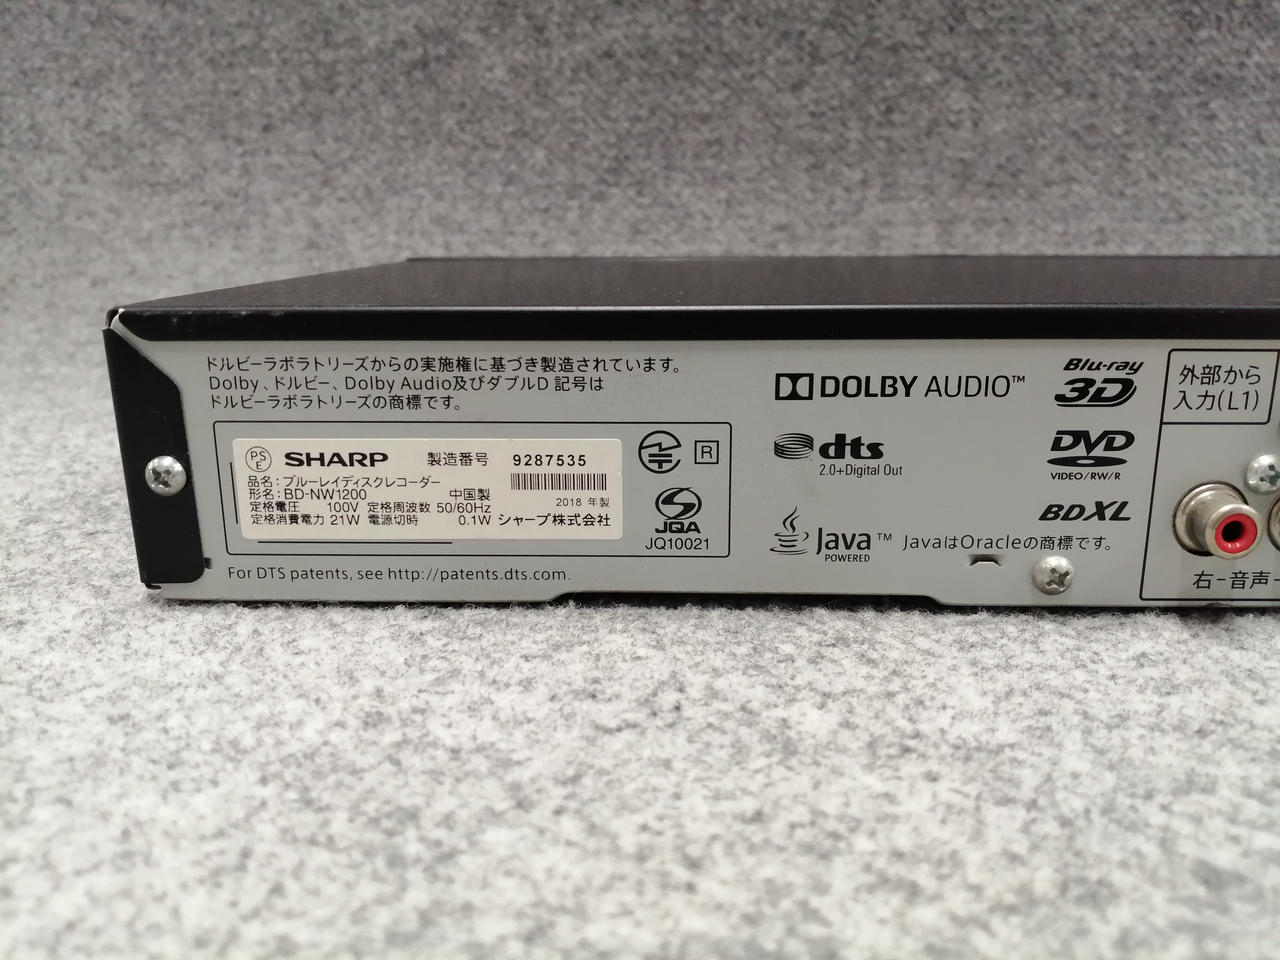 ドルビーラボラトリーズからの実施権に基づき製造されています。
Dolby、ドルビー、Dolby Audio及びダブルD 記号は
ドルビーラボラトリーズの商標です。
PS
E
SHARP
製造番号 9287535
品名：ブルーレイディスクレコーダー
形名：BD-NW1200 中国製
2018 年製
定格電圧 100V 定格周波数 50/60Hz
定格消費電力 21W 電源切時 0.1W シャープ株式会社
R
JQA
JQ10021
For DTS patents, see http://patents.dts.com.
DOLBY AUDIO™
dts
2.0+Digital Out
Java™
POWERED
JavaはOracleの商標です。
Blu-ray
3D
DVD
VIDEO/RW/R
BDXL
外部から
入力(L1)
右－音声－